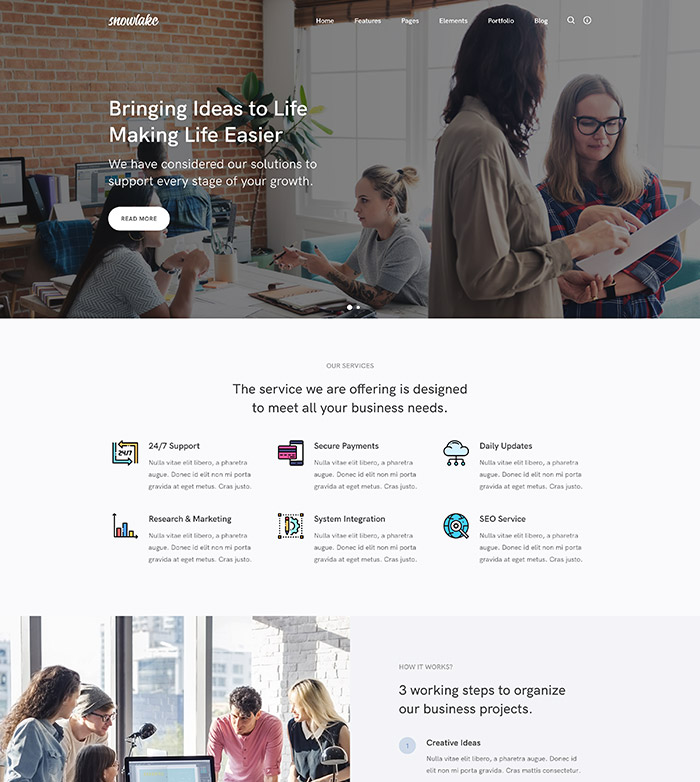 snowlake
Home Features Pages Elements Portfolio Blog
Bringing Ideas to Life
Making Life Easier
We have considered our solutions to
support every stage of your growth.
READ MORE
OUR SERVICES
The service we are offering is designed
to meet all your business needs.
24/7
24/7 Support
Nulla vitae elit libero, a pharetra
augue. Donec id elit non mi porta
gravida at eget metus. Cras justo.
Secure Payments
Nulla vitae elit libero, a pharetra
augue. Donec id elit non mi porta
gravida at eget metus. Cras justo.
Daily Updates
Nulla vitae elit libero, a pharetra
augue. Donec id elit non mi porta
gravida at eget metus. Cras justo.
Research & Marketing
Nulla vitae elit libero, a pharetra
augue. Donec id elit non mi porta
gravida at eget metus. Cras justo.
System Integration
Nulla vitae elit libero, a pharetra
augue. Donec id elit non mi porta
gravida at eget metus. Cras justo.
SEO Service
Nulla vitae elit libero, a pharetra
augue. Donec id elit non mi porta
gravida at eget metus. Cras justo.
HOW IT WORKS?
3 working steps to organize
our business projects.
1
Creative Ideas
Nulla vitae elit libero, a pharetra augue. Donec id
elit non mi porta gravida. Cras mattis consectetur.